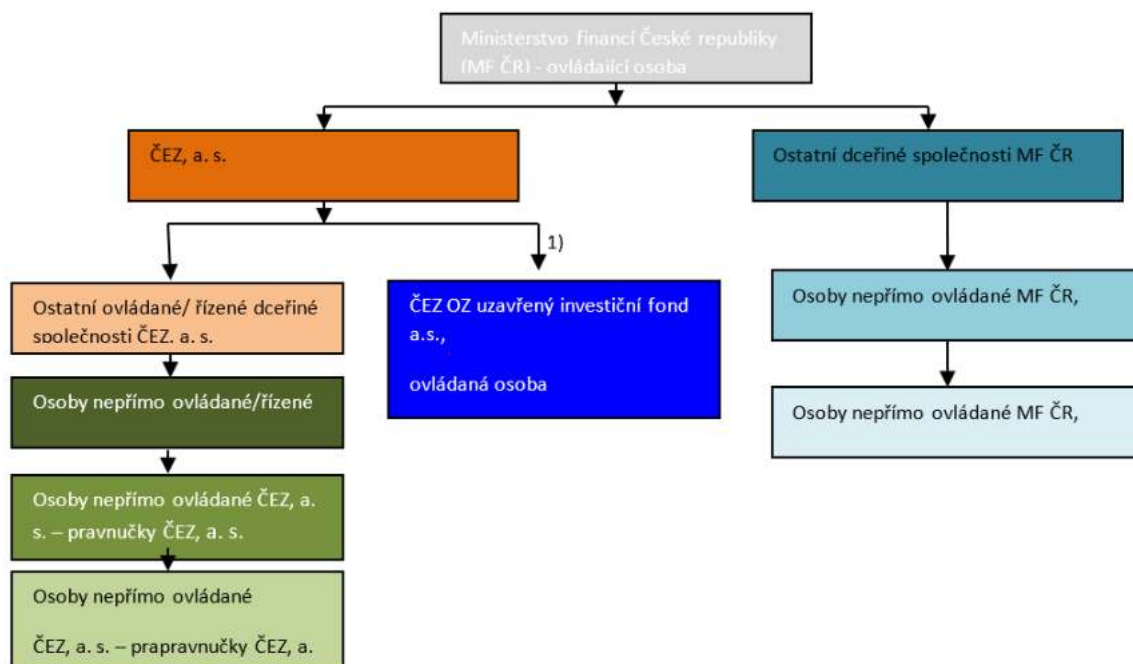 Ministerstvo financí České republiky
(MF ČR) - ovládající osoba
ČEZ, a. s.
Ostatní dceřiné společnosti MF ČR
1)
Ostatní ovládané/ řízené dceřiné
společnosti ČEZ, a. s.
ČEZ OZ uzavřený investiční fond
a.s.,
ovládaná osoba
Osoby nepřímo ovládané MF ČR,
Osoby nepřímo ovládané/řízené
Osoby nepřímo ovládané MF ČR,
Osoby nepřímo ovládané ČEZ, a.
s. – pravnučky ČEZ, a. s.
Osoby nepřímo ovládané
ČEZ, a. s. – prapravnučky ČEZ, a.